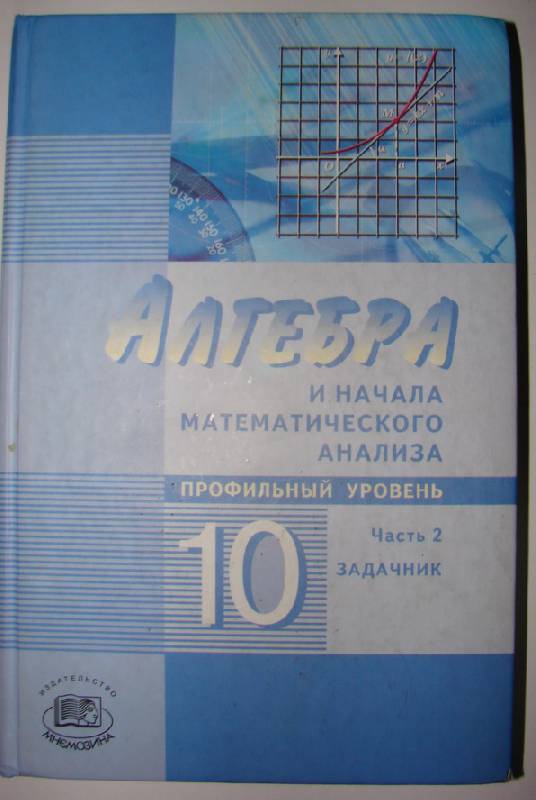 АЛГЕБРА
И НАЧАЛА
МАТЕМАТИЧЕСКОГО
АНАЛИЗА
ПРОФИЛЬНЫЙ УРОВЕНЬ
10
Часть 2
ЗАДАЧНИК
ИЗДАТЕЛЬСТВО
МНЕМОЗИНА